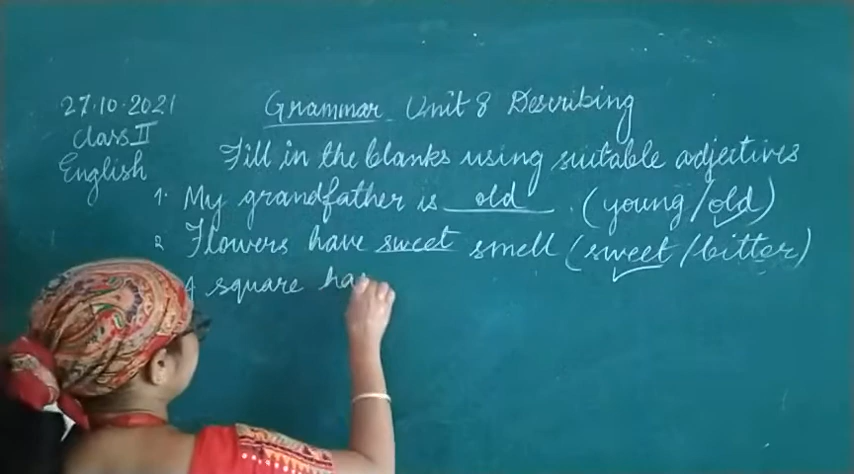 27.10.2021
Class II
English
Grammar Unit 8 Describing
Fill in the blanks using suitable adjectives
1. My grandfather is old . (young/old)
2 Flowers have sweet smell (sweet/bitter)
A square has